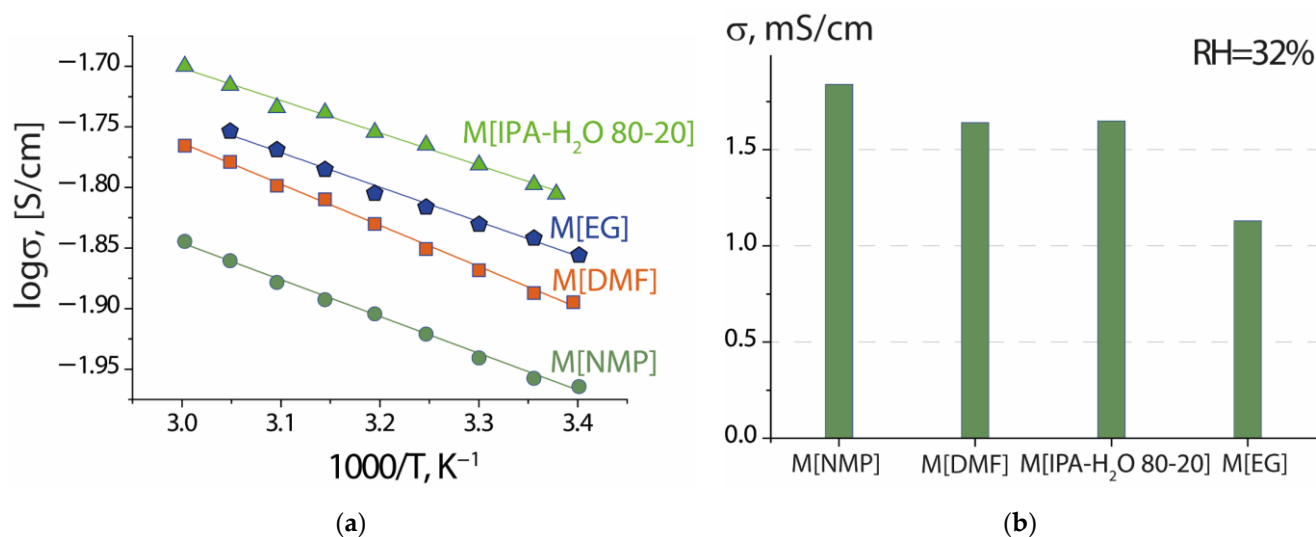 −1.70
−1.75
−1.80
−1.85
−1.90
−1.95
logσ, [S/cm]
M[IPA-H₂O 80-20]
M[EG]
M[DMF]
M[NMP]
3.0 3.1 3.2 3.3 3.4
1000/T, K⁻¹
(a)
σ, mS/cm
RH=32%
1.5
1.0
0.5
0.0
M[NMP] M[DMF] M[IPA-H₂O 80-20] M[EG]
(b)